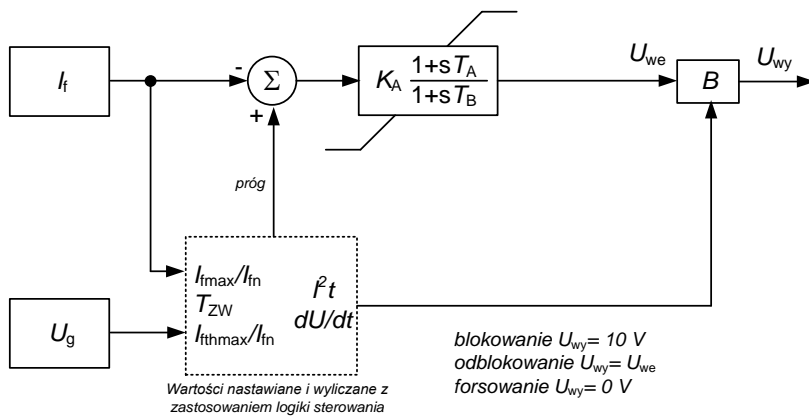 I_f
-
Σ
+
K_A (1+sT_A)/(1+sT_B)
U_we
B
U_wy
próg
I_fmax/I_fn
T_ZW
I_fthmax/I_fn
I²t
dU/dt
U_g
blokowanie U_wy= 10 V
odblokowanie U_wy= U_we
forsowanie U_wy= 0 V
Wartości nastawiane i wyliczane z
zastosowaniem logiki sterowania